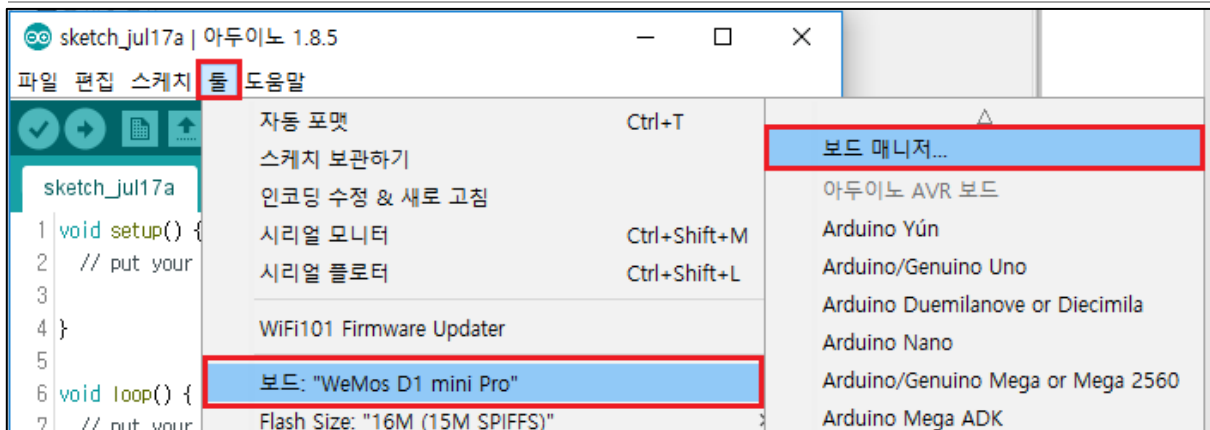 sketch_jul17a | 아두이노 1.8.5
파일 편집 스케치 툴 도움말
sketch_jul17a
1 void setup() {
2 // put your
3
4 }
5
6 void loop() {
7 // put your
자동 포맷 Ctrl+T
스케치 보관하기
인코딩 수정 & 새로 고침
시리얼 모니터 Ctrl+Shift+M
시리얼 플로터 Ctrl+Shift+L
WiFi101 Firmware Updater
보드: "WeMos D1 mini Pro"
Flash Size: "16M (15M SPIFFS)"
보드 매니저...
아두이노 AVR 보드
Arduino Yún
Arduino/Genuino Uno
Arduino Duemilanove or Diecimila
Arduino Nano
Arduino/Genuino Mega or Mega 2560
Arduino Mega ADK